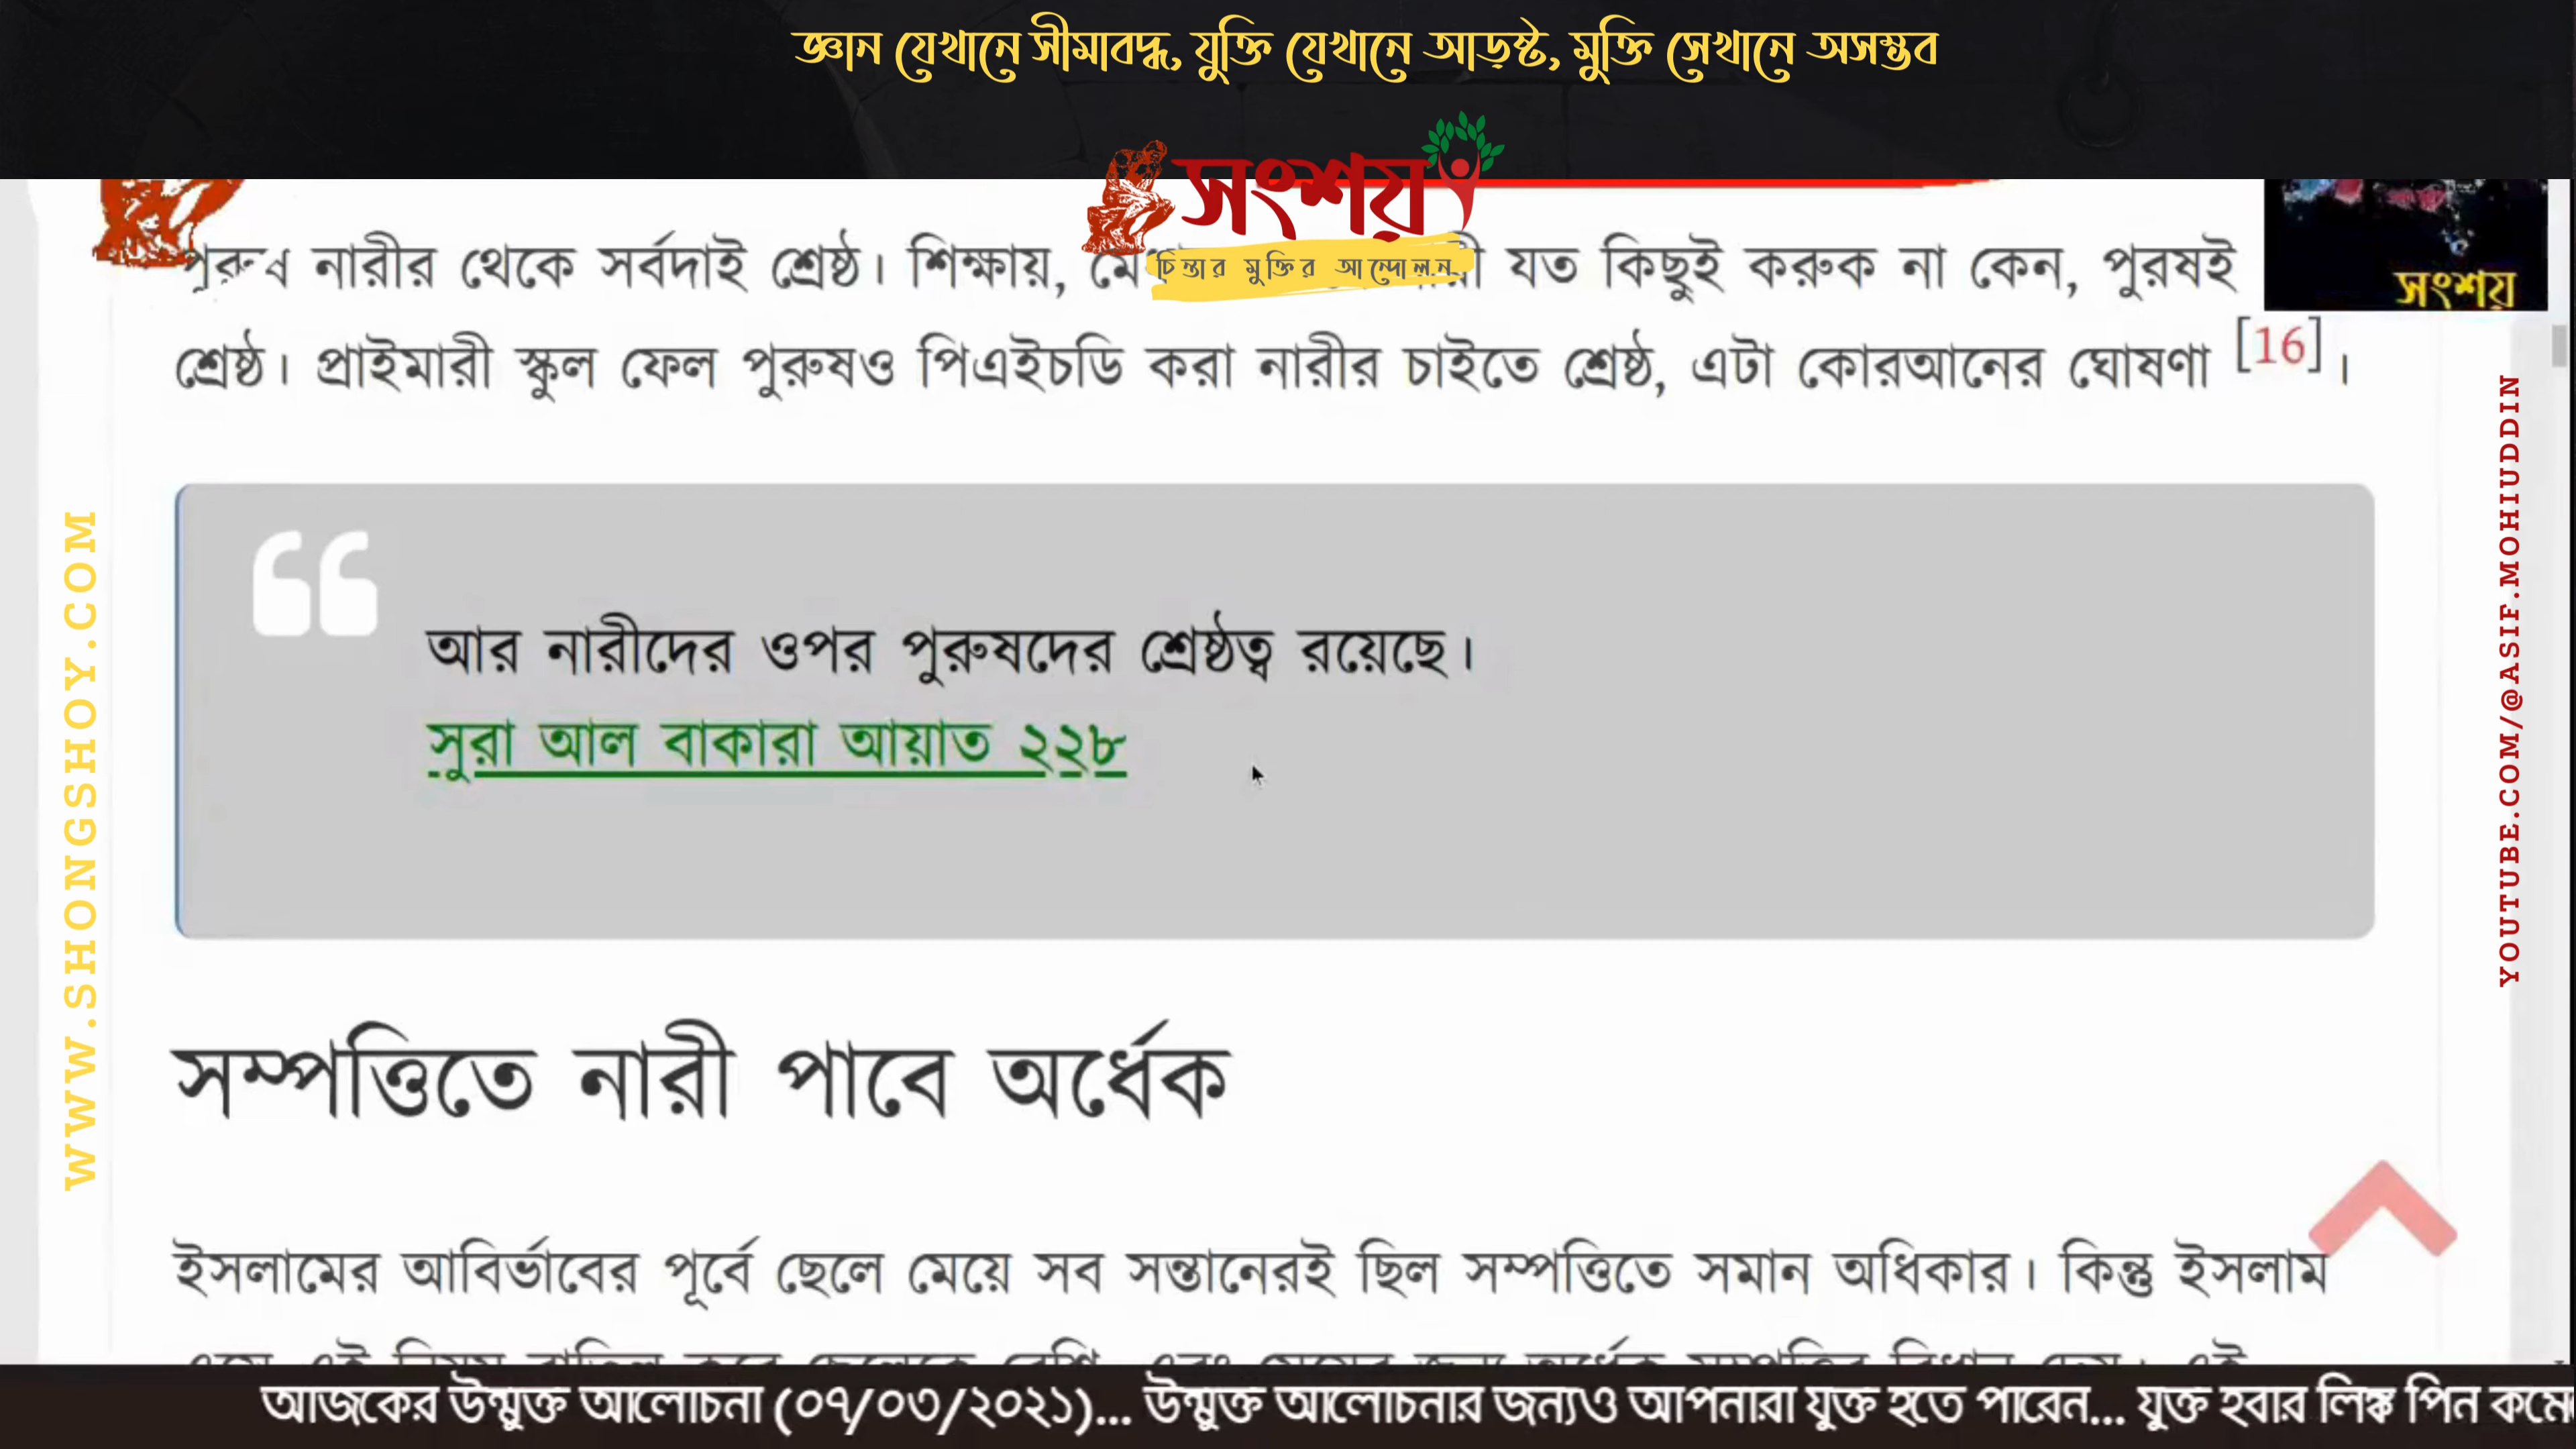 জ্ঞান যেখানে সীমাবদ্ধ, যুক্তি যেখানে আড়ষ্ট, মুক্তি সেখানে অসম্ভব
সংশয়
চিন্তার মুক্তির আন্দোলন
পুরুষ নারীর থেকে সর্বদাই শ্রেষ্ঠ। শিক্ষায়, যত কিছুই করুক না কেন, পুরষই
সংশয়
শ্রেষ্ঠ। প্রাইমারী স্কুল ফেল পুরুষও পিএইচডি করা নারীর চাইতে শ্রেষ্ঠ, এটা কোরআনের ঘোষণা [16]।
WWW.SHONGSHOY.COM
YOUTUBE.COM/@ASIF.MOHIUDDIN
“
আর নারীদের ওপর পুরুষদের শ্রেষ্ঠত্ব রয়েছে।
সুরা আল বাকারা আয়াত ২২৮
সম্পত্তিতে নারী পাবে অর্ধেক
ইসলামের আবির্ভাবের পূর্বে ছেলে মেয়ে সব সন্তানেরই ছিল সম্পত্তিতে সমান অধিকার। কিন্তু ইসলাম
আজকের উন্মুক্ত আলোচনা (০৭/০৩/২০২১)... উন্মুক্ত আলোচনার জন্যও আপনারা যুক্ত হতে পারেন... যুক্ত হবার লিঙ্ক পিন